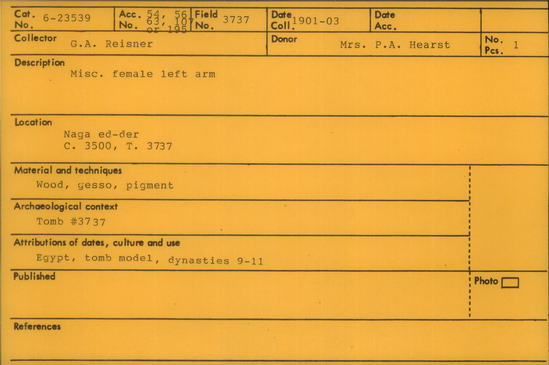 Cat. No. 6-23539 Acc. No. 54, 56 63, 107 or 195 Field No. 3737 Date Coll. 1901-03 Date Acc.
Collector G.A. Reisner Donor Mrs. P.A. Hearst No. Pcs. 1
Description
Misc. female left arm
Location
Naga ed-der
C. 3500, T. 3737
Material and techniques
Wood, gesso, pigment
Archaeological context
Tomb #3737
Attributions of dates, culture and use
Egypt, tomb model, dynasties 9-11
Published
Photo
References